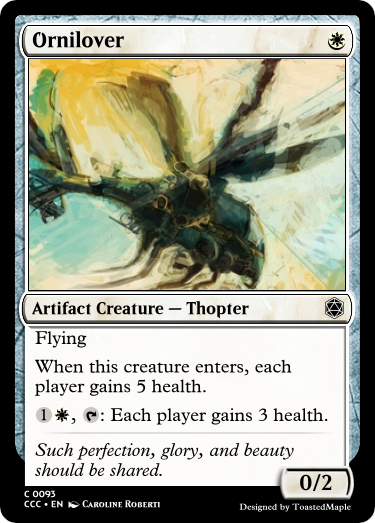 Ornilover
Artifact Creature — Thopter
Flying
When this creature enters, each
player gains 5 health.
1, : Each player gains 3 health.
Such perfection, glory, and beauty
should be shared.
0/2
C 0093
CCC • EN Caroline Roberti
Designed by ToastedMaple